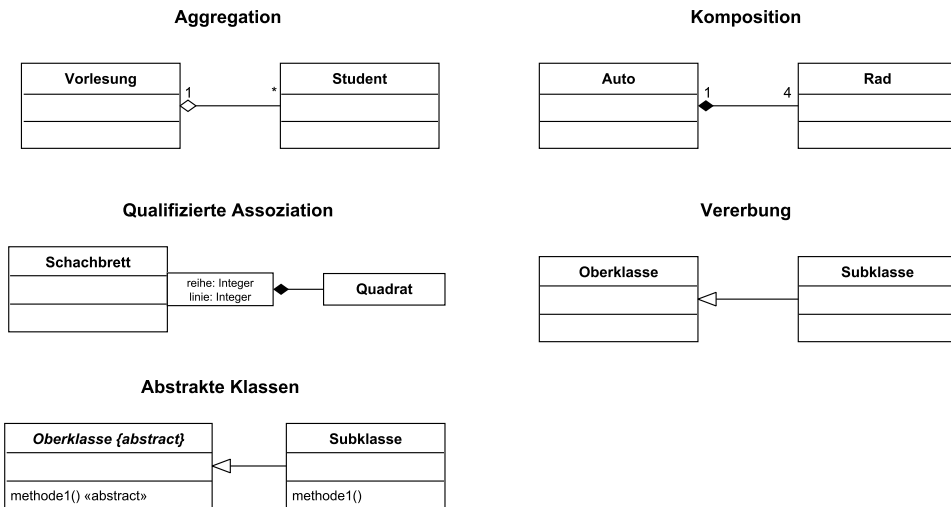 Aggregation
Komposition
Vorlesung
1
*
Student
Auto
1
4
Rad
Qualifizierte Assoziation
Vererbung
Schachbrett
reihe: Integer
linie: Integer
Quadrat
Oberklasse
Subklasse
Abstrakte Klassen
Oberklasse {abstract}
Subklasse
methode1() «abstract»
methode1()